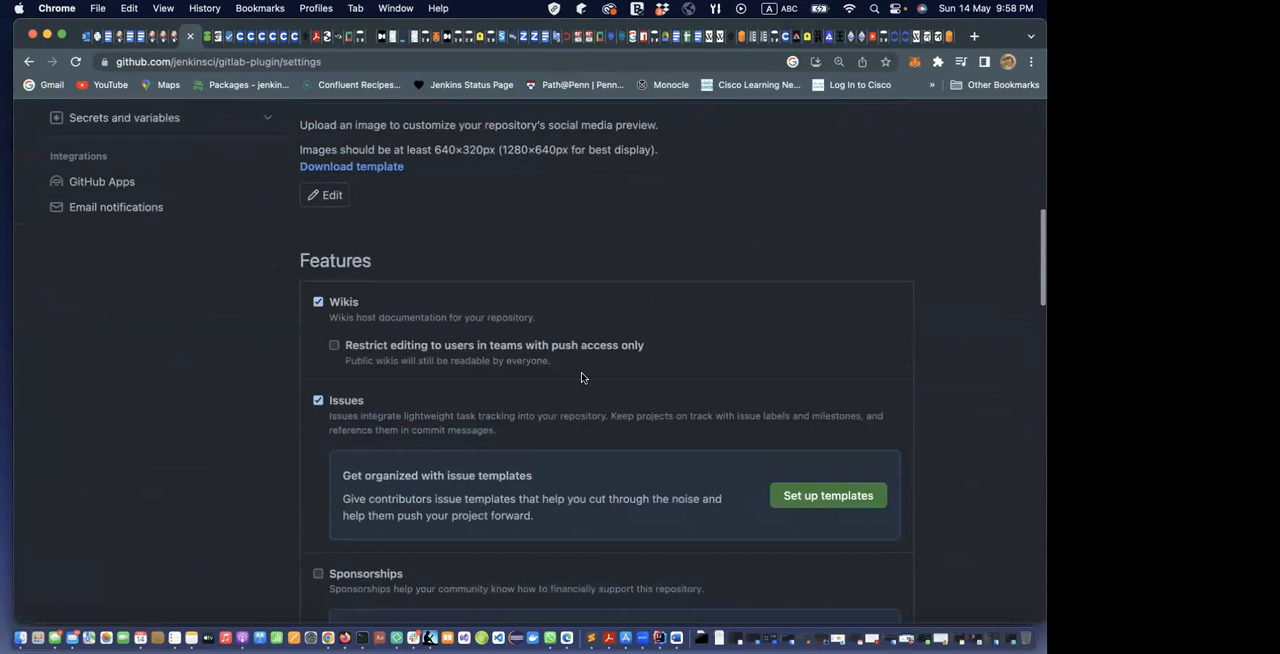 Chrome File Edit View History Bookmarks Profiles Tab Window Help A ABC Sun 14 May 9:58 PM
github.com/jenkinsci/gitlab-plugin/settings
Gmail YouTube Maps Packages - jenkin... Confluent Recipes... Jenkins Status Page Path@Penn | Penn... Monocle Cisco Learning Ne... Log In to Cisco » Other Bookmarks
Secrets and variables
Integrations
GitHub Apps
Email notifications
Upload an image to customize your repository's social media preview.
Images should be at least 640×320px (1280×640px for best display).
Download template
Edit
Features
Wikis
Wikis host documentation for your repository.
Restrict editing to users in teams with push access only
Public wikis will still be readable by everyone.
Issues
Issues integrate lightweight task tracking into your repository. Keep projects on track with issue labels and milestones, and
reference them in commit messages.
Get organized with issue templates
Give contributors issue templates that help you cut through the noise and
help them push your project forward.
Set up templates
Sponsorships
Sponsorships help your community know how to financially support this repository.